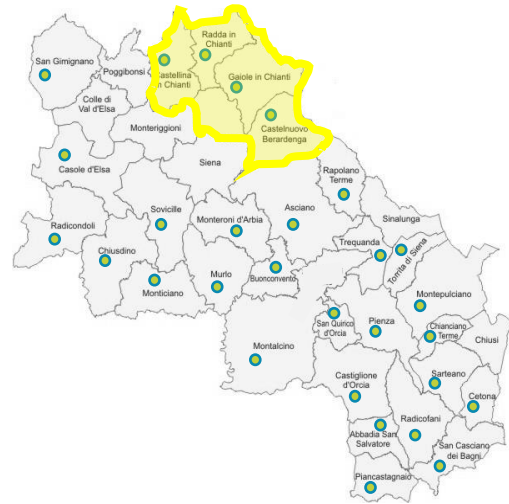 San Gimignano
Poggibonsi
Castellina
in Chianti
Radda in
Chianti
Gaiole in Chianti
Castelnuovo
Berardenga
Colle di
Val d'Elsa
Monteriggioni
Siena
Casole d'Elsa
Rapolano
Terme
Radicondoli
Sovicille
Monteroni d'Arbia
Asciano
Sinalunga
Chiusdino
Trequanda
Torrita di Siena
Monticiano
Murlo
Buonconvento
Montepulciano
San Quirico
d'Orcia
Pienza
Chianciano
Terme
Chiusi
Montalcino
Castiglione
d'Orcia
Sarteano
Cetona
Radicofani
Abbadia San
Salvatore
San Casciano
dei Bagni
Piancastagnaio